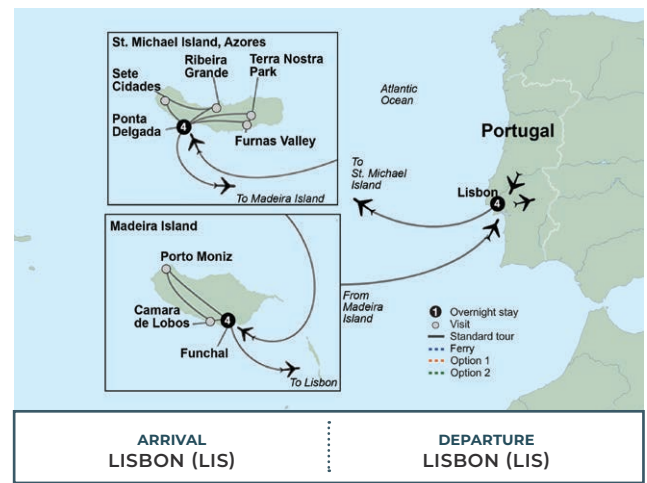 St. Michael Island, Azores
Ribeira
Grande
Terra Nostra
Park
Sete
Cidades
Ponta
Delgada
4
Furnas Valley
To Madeira Island
Atlantic
Ocean
Portugal
To
St. Michael
Island
Lisbon
4
Madeira Island
Porto Moniz
Camara
de Lobos
4
Funchal
To Lisbon
From
Madeira
Island
1 Overnight stay
Visit
Standard tour
Ferry
Option 1
Option 2
ARRIVAL
LISBON (LIS)
DEPARTURE
LISBON (LIS)